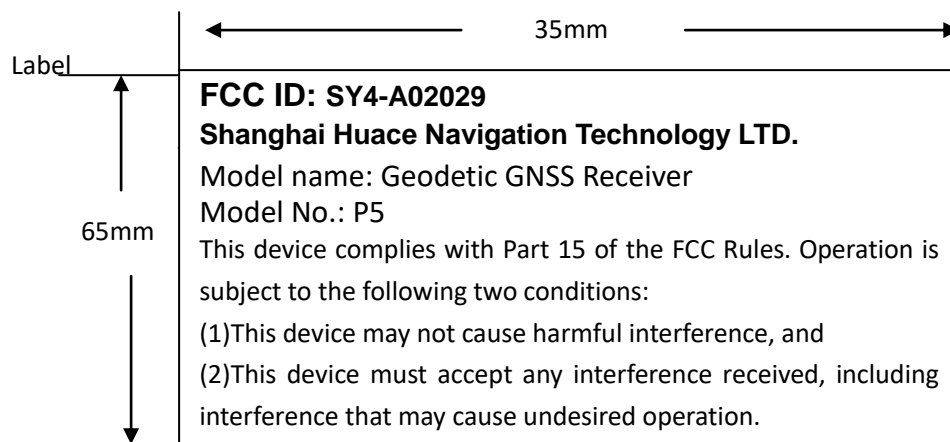 35mm
Label
FCC ID: SY4-A02029
Shanghai Huace Navigation Technology LTD.
Model name: Geodetic GNSS Receiver
Model No.: P5
65mm
This device complies with Part 15 of the FCC Rules. Operation is
subject to the following two conditions:
(1)This device may not cause harmful interference, and
(2)This device must accept any interference received, including
interference that may cause undesired operation.